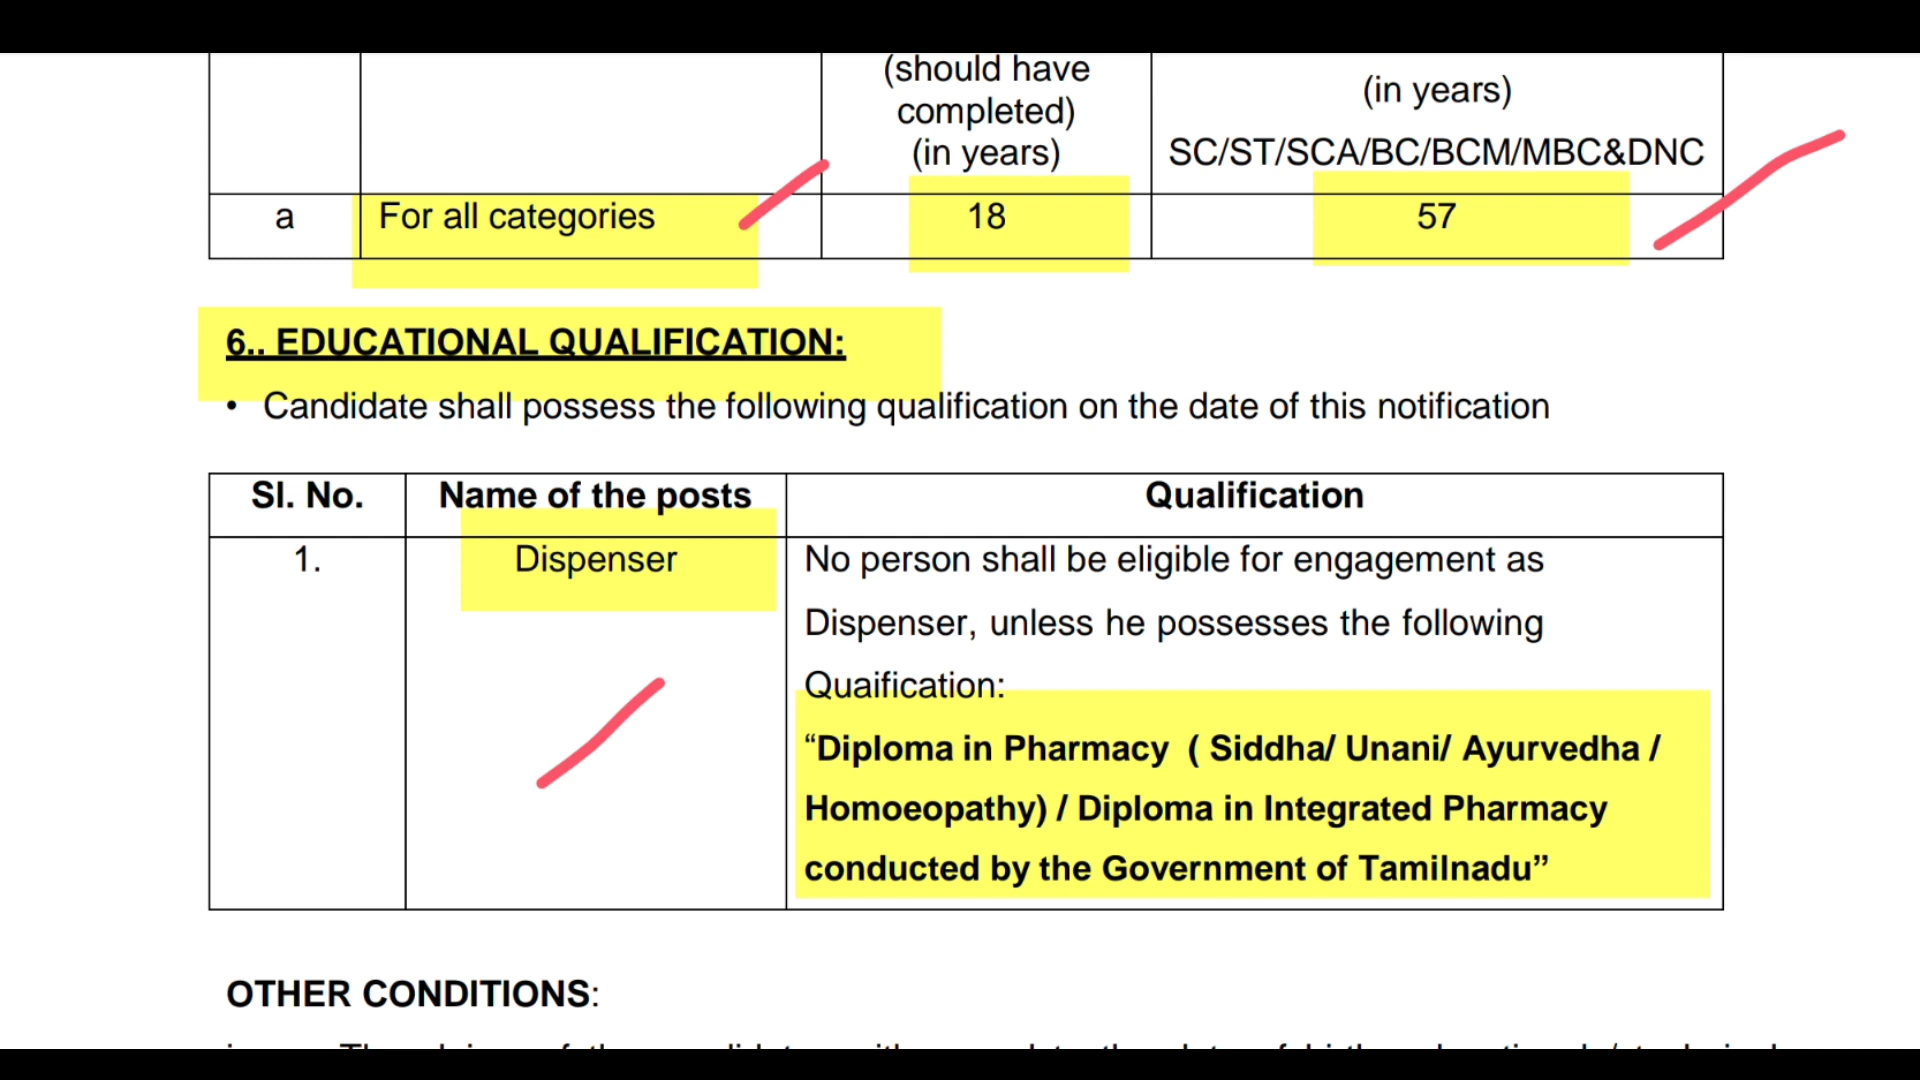 (should have
completed)
(in years)
(in years)
SC/ST/SCA/BC/BCM/MBC&DNC
a For all categories 18 57
6.. EDUCATIONAL QUALIFICATION:
• Candidate shall possess the following qualification on the date of this notification
Sl. No. Name of the posts Qualification
1. Dispenser No person shall be eligible for engagement as
Dispenser, unless he possesses the following
Quaification:
“Diploma in Pharmacy ( Siddha/ Unani/ Ayurvedha /
Homoeopathy) / Diploma in Integrated Pharmacy
conducted by the Government of Tamilnadu”
OTHER CONDITIONS: